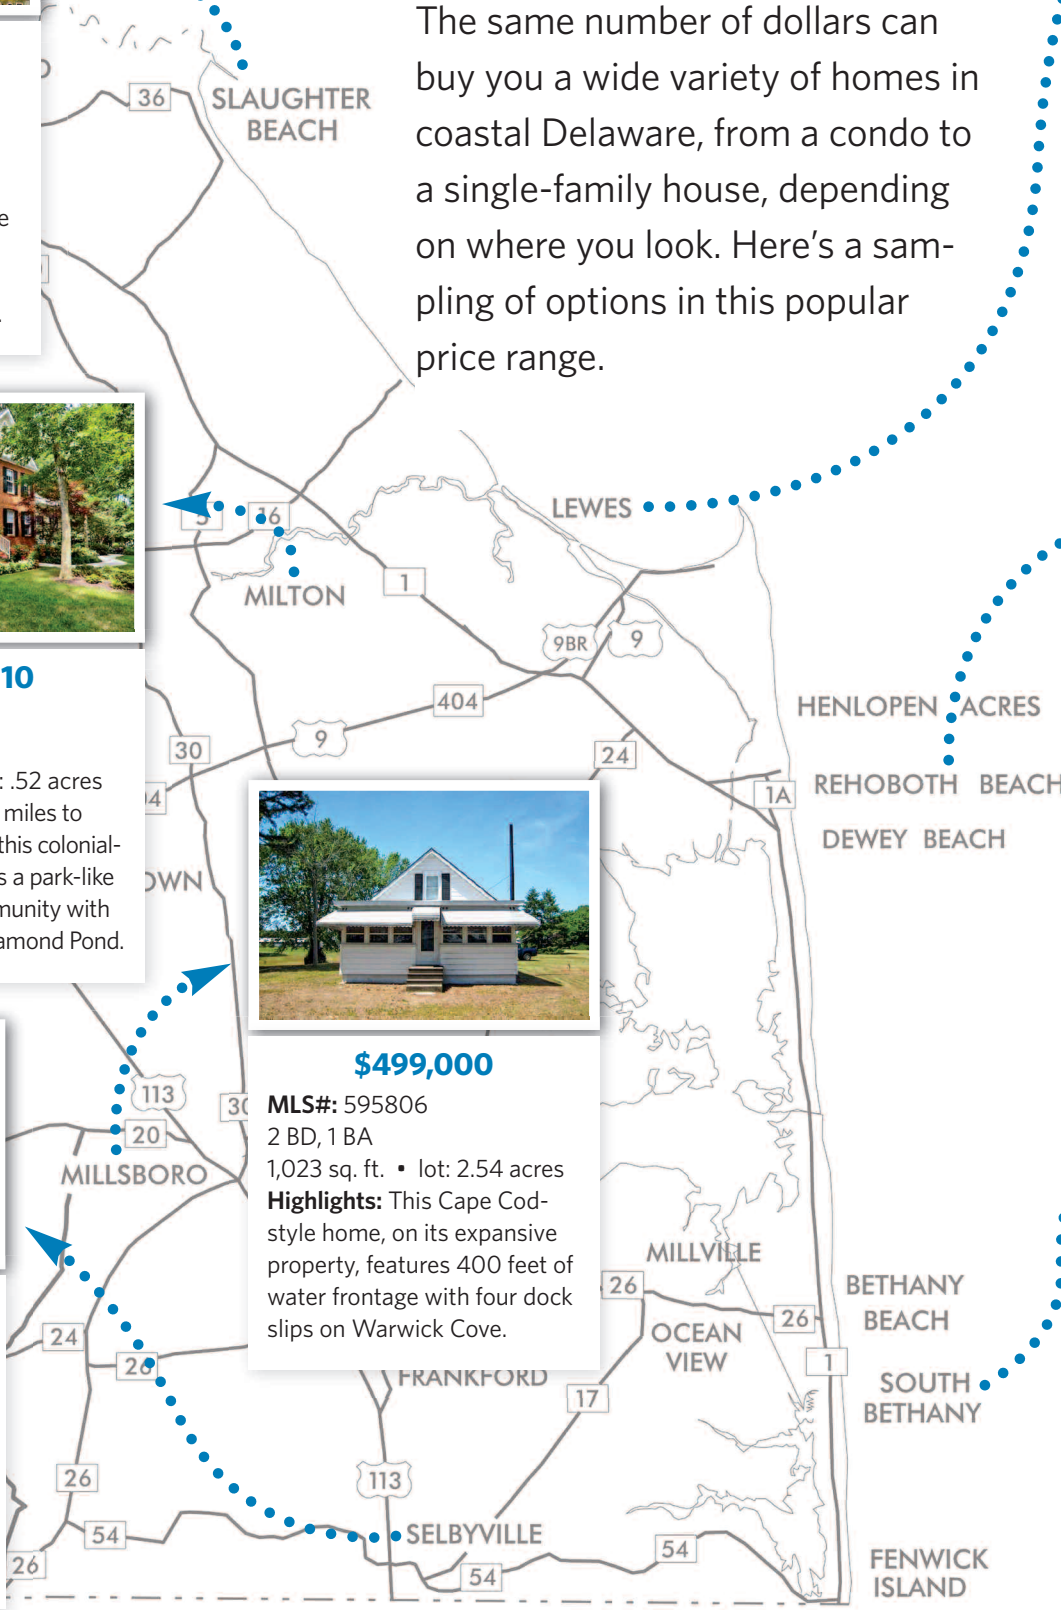 The same number of dollars can
buy you a wide variety of homes in
coastal Delaware, from a condo to
a single-family house, depending
on where you look. Here's a sam-
pling of options in this popular
price range.
36
SLAUGHTER
BEACH
LEWES
5
16
MILTON
1
9BR
9
404
HENLOPEN ACRES
9
30
24
1A
REHOBOTH BEACH
DEWEY BEACH
10
: .52 acres
miles to
this colonial-
s a park-like
munity with
amond Pond.
OWN
$499,000
MLS#: 595806
2 BD, 1 BA
1,023 sq. ft. • lot: 2.54 acres
Highlights: This Cape Cod-
style home, on its expansive
property, features 400 feet of
water frontage with four dock
slips on Warwick Cove.
113
30
20
MILLSBORO
MILLVILLE
26
BETHANY
BEACH
26
OCEAN
VIEW
24
26
1
FRANKFORD
17
SOUTH
BETHANY
26
113
54
SELBYVILLE
54
54
26
FENWICK
ISLAND